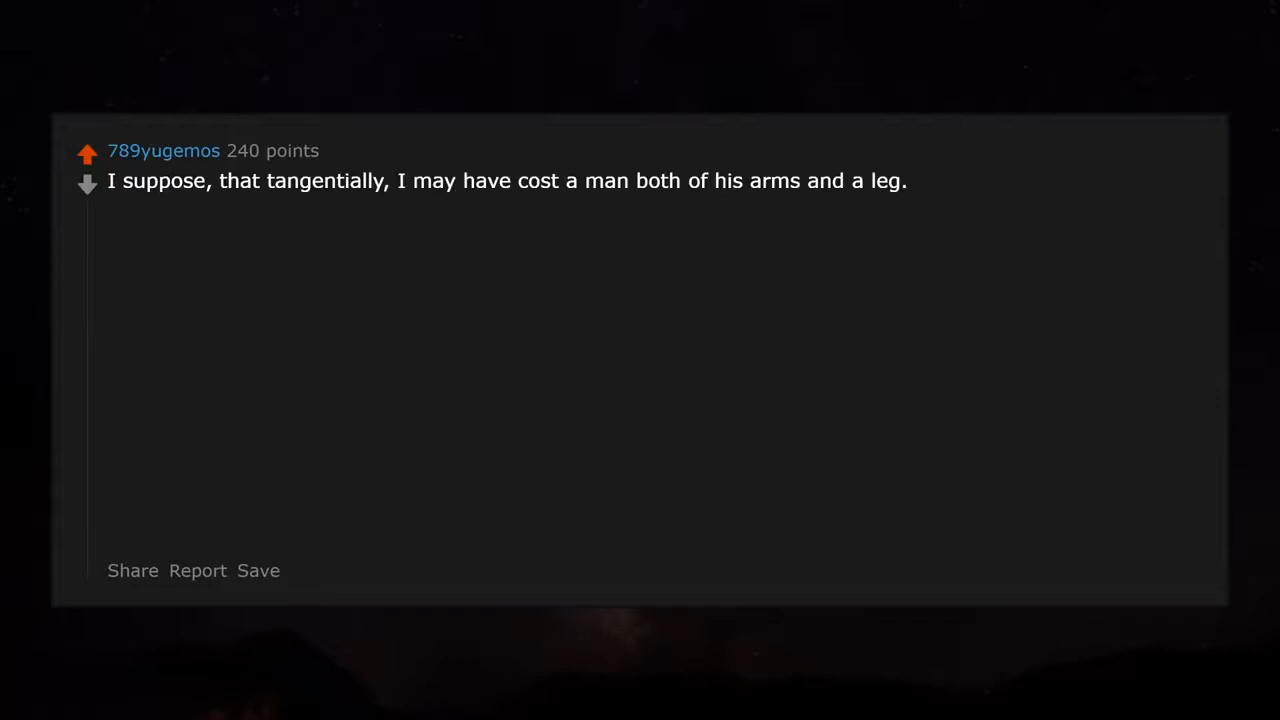 789yugemos 240 points
I suppose, that tangentially, I may have cost a man both of his arms and a leg.
Share Report Save